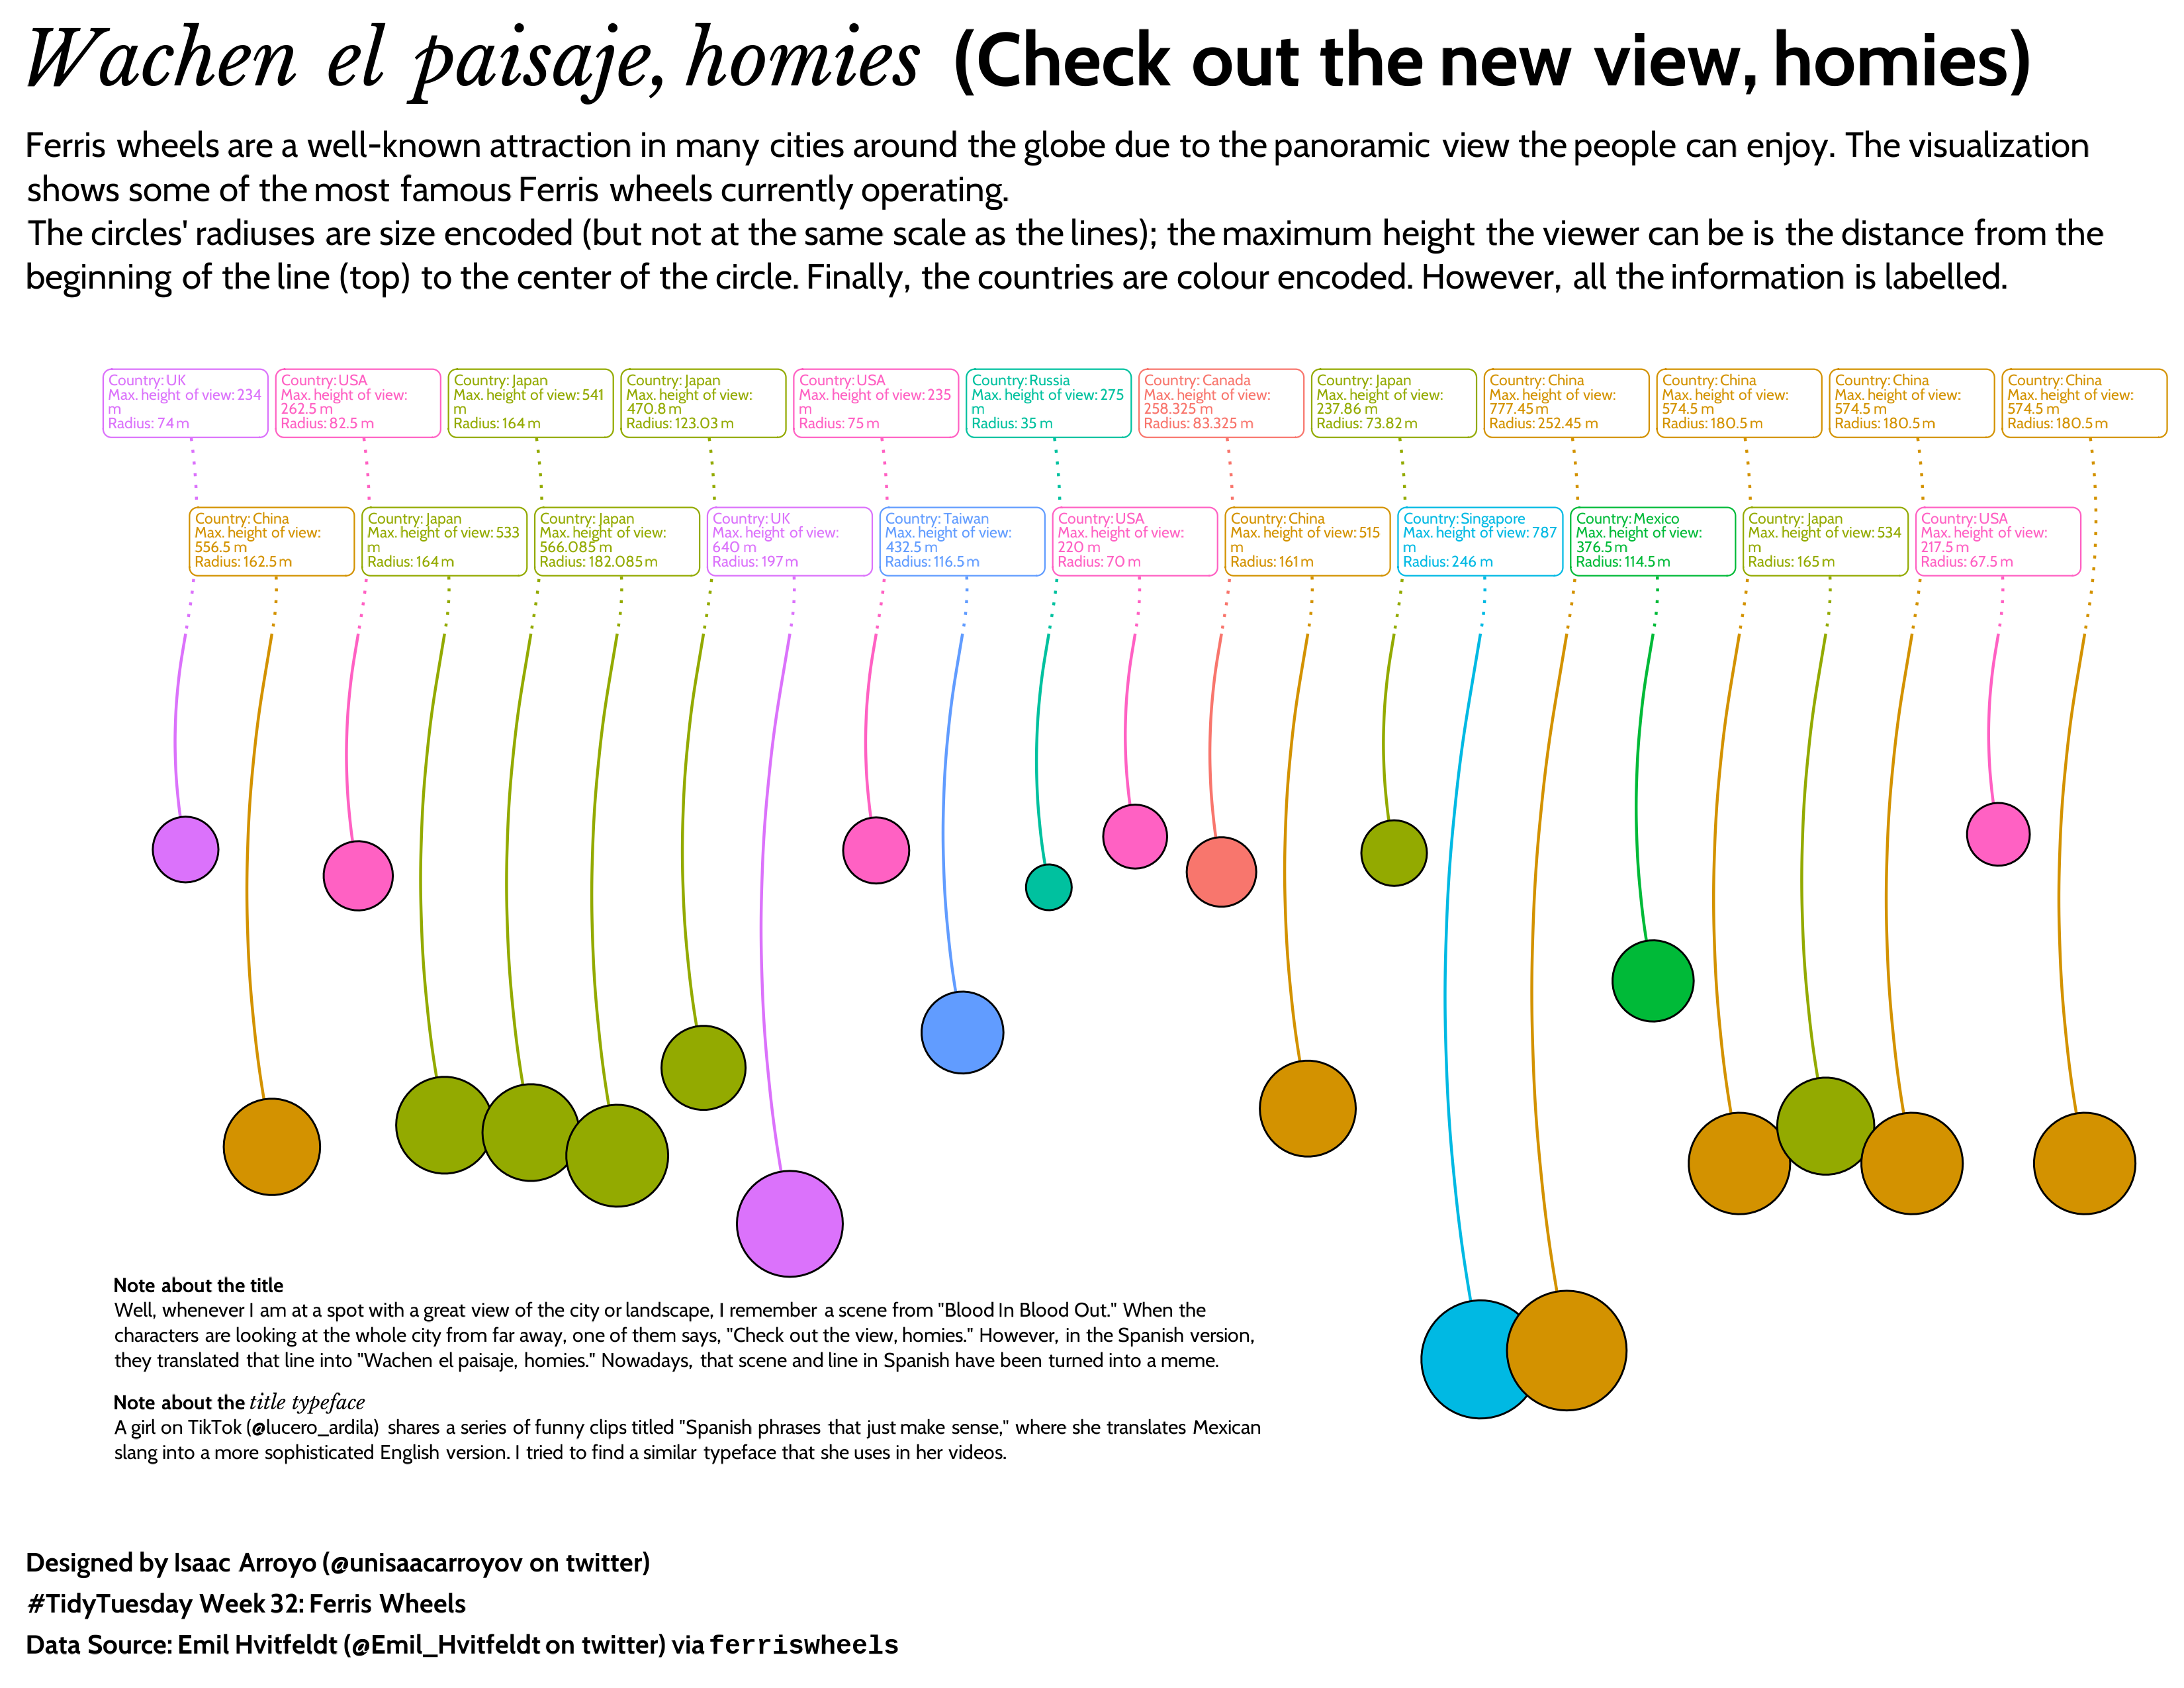 Wachen el paisaje, homies (Check out the new view, homies)
Ferris wheels are a well-known attraction in many cities around the globe due to the panoramic view the people can enjoy. The visualization
shows some of the most famous Ferris wheels currently operating.
The circles' radiuses are size encoded (but not at the same scale as the lines); the maximum height the viewer can be is the distance from the
beginning of the line (top) to the center of the circle. Finally, the countries are colour encoded. However, all the information is labelled.
Country: UK
Max. height of view: 234
m
Radius: 74 m
Country: USA
Max. height of view:
262.5 m
Radius: 82.5 m
Country: Japan
Max. height of view: 541
m
Radius: 164 m
Country: Japan
Max. height of view:
470.8 m
Radius: 123.03 m
Country: USA
Max. height of view: 235
m
Radius: 75 m
Country: Russia
Max. height of view: 275
m
Radius: 35 m
Country: Canada
Max. height of view:
258.325 m
Radius: 83.325 m
Country: Japan
Max. height of view:
237.86 m
Radius: 73.82 m
Country: China
Max. height of view:
777.45 m
Radius: 252.45 m
Country: China
Max. height of view:
574.5 m
Radius: 180.5 m
Country: China
Max. height of view:
574.5 m
Radius: 180.5 m
Country: China
Max. height of view:
574.5 m
Radius: 180.5 m
Country: China
Max. height of view:
556.5 m
Radius: 162.5 m
Country: Japan
Max. height of view: 533
m
Radius: 164 m
Country: Japan
Max. height of view:
566.085 m
Radius: 182.085 m
Country: UK
Max. height of view:
640 m
Radius: 197 m
Country: Taiwan
Max. height of view:
432.5 m
Radius: 116.5 m
Country: USA
Max. height of view:
220 m
Radius: 70 m
Country: China
Max. height of view: 515
m
Radius: 161 m
Country: Singapore
Max. height of view: 787
m
Radius: 246 m
Country: Mexico
Max. height of view:
376.5 m
Radius: 114.5 m
Country: Japan
Max. height of view: 534
m
Radius: 165 m
Country: USA
Max. height of view:
217.5 m
Radius: 67.5 m
Note about the title
Well, whenever I am at a spot with a great view of the city or landscape, I remember a scene from "Blood In Blood Out." When the
characters are looking at the whole city from far away, one of them says, "Check out the view, homies." However, in the Spanish version,
they translated that line into "Wachen el paisaje, homies." Nowadays, that scene and line in Spanish have been turned into a meme.
Note about the title typeface
A girl on TikTok (@lucero_ardila) shares a series of funny clips titled "Spanish phrases that just make sense," where she translates Mexican
slang into a more sophisticated English version. I tried to find a similar typeface that she uses in her videos.
Designed by Isaac Arroyo (@unisaacarroyov on twitter)
#TidyTuesday Week 32: Ferris Wheels
Data Source: Emil Hvitfeldt (@Emil_Hvitfeldt on twitter) via ferriswheels